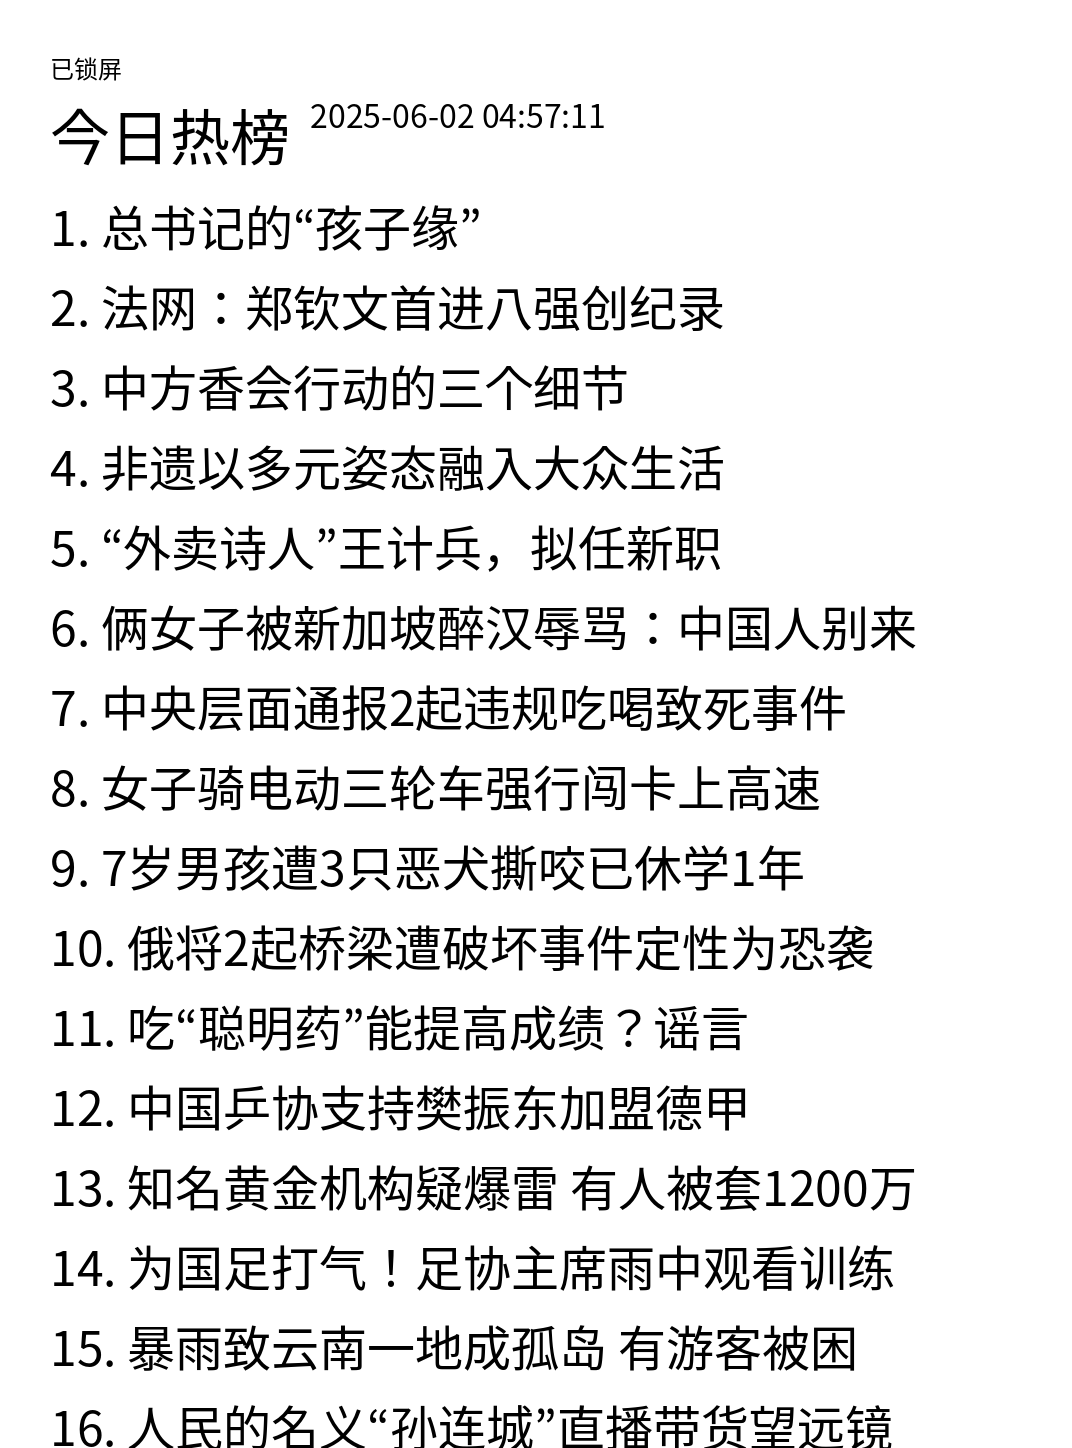 已锁屏
今日热榜 2025-06-02 04:57:11
1. 总书记的“孩子缘”
2. 法网：郑钦文首进八强创纪录
3. 中方香会行动的三个细节
4. 非遗以多元姿态融入大众生活
5. “外卖诗人”王计兵，拟任新职
6. 俩女子被新加坡醉汉辱骂：中国人别来
7. 中央层面通报2起违规吃喝致死事件
8. 女子骑电动三轮车强行闯卡上高速
9. 7岁男孩遭3只恶犬撕咬已休学1年
10. 俄将2起桥梁遭破坏事件定性为恐袭
11. 吃“聪明药”能提高成绩？谣言
12. 中国乒协支持樊振东加盟德甲
13. 知名黄金机构疑爆雷 有人被套1200万
14. 为国足打气！足协主席雨中观看训练
15. 暴雨致云南一地成孤岛 有游客被困
16. 人民的名义“孙连城”直播带货望远镜